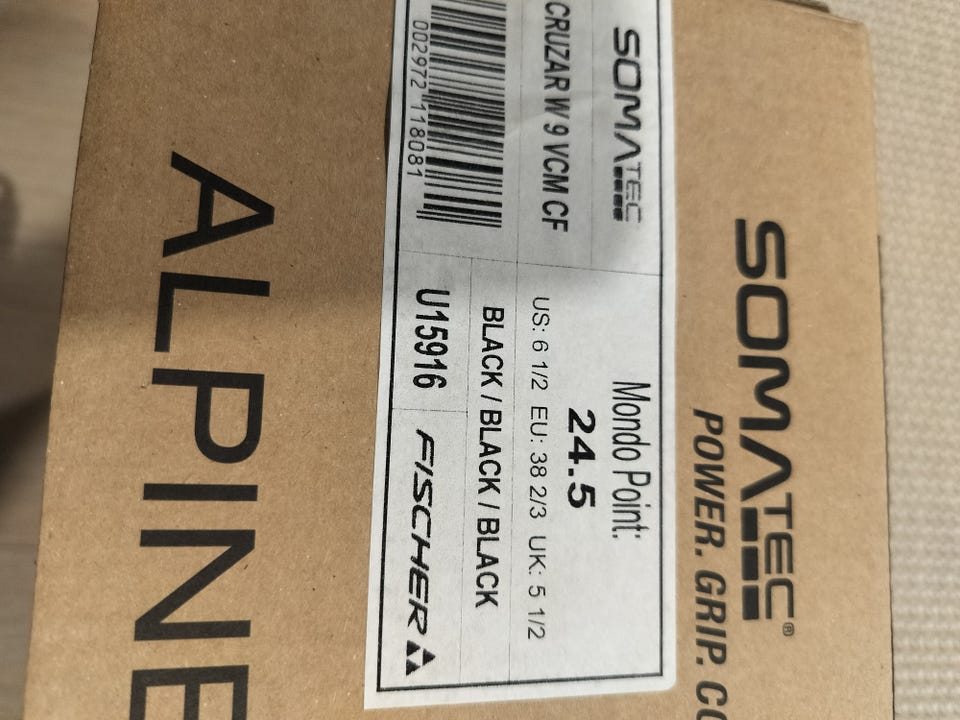 SOMATEC®
POWER. GRIP.
SOMATEC
CRUZAR W 9 VCM CF
002972 118081
Mondo Point:
24.5
US: 6 1/2 EU: 38 2/3 UK: 5 1/2
BLACK / BLACK / BLACK
U15916
FISCHER
ALPINE